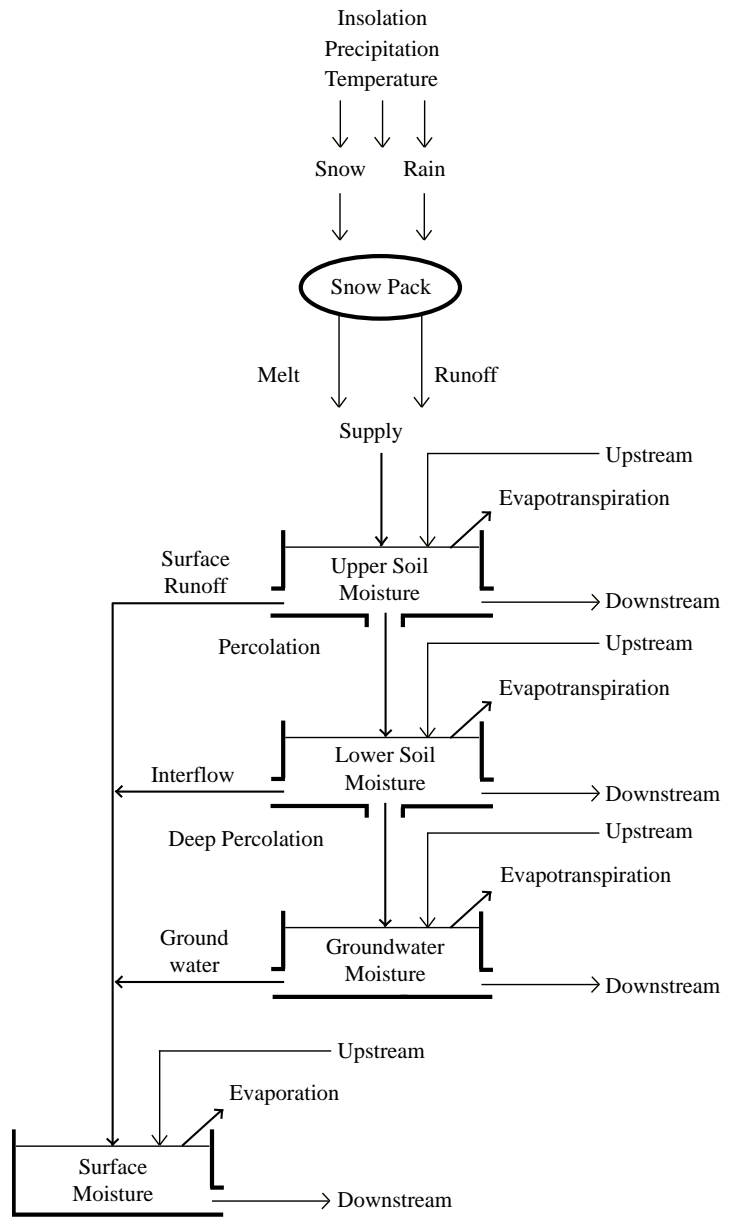 Insolation
Precipitation
Temperature
Snow
Rain
Snow Pack
Melt
Runoff
Supply
Upstream
Evapotranspiration
Surface
Runoff
Upper Soil
Moisture
Downstream
Percolation
Upstream
Evapotranspiration
Interflow
Lower Soil
Moisture
Downstream
Deep Percolation
Upstream
Evapotranspiration
Ground
water
Groundwater
Moisture
Downstream
Upstream
Evaporation
Surface
Moisture
Downstream